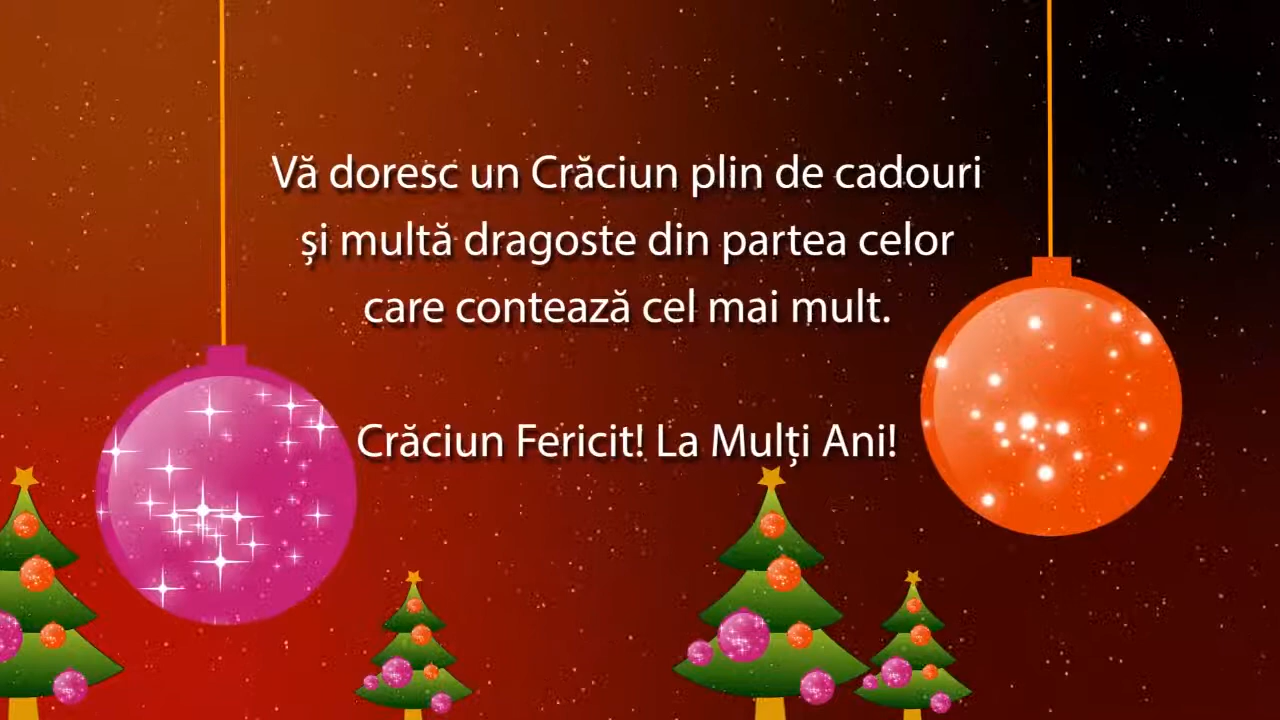 Vă doresc un Crăciun plin de cadouri
și multă dragoste din partea celor
care contează cel mai mult.
Crăciun Fericit! La Mulți Ani!